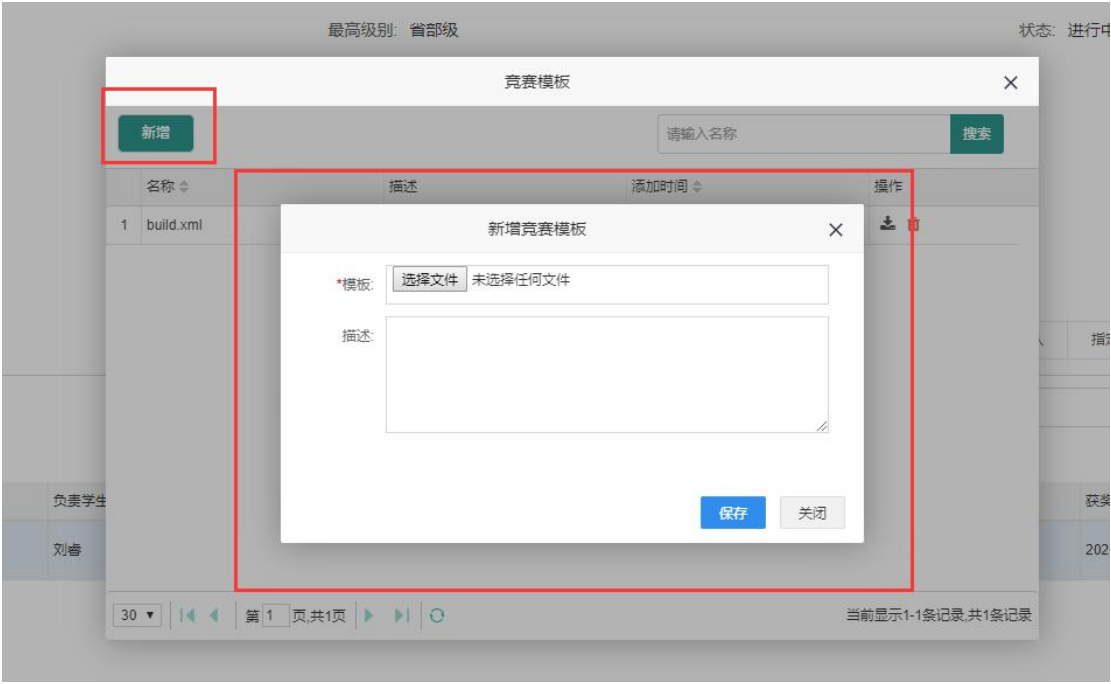 最高级别: 省部级
状态: 进行中
竞赛模板
新增
请输入名称
搜索
名称
描述
添加时间
操作
1
build.xml
新增竞赛模板
*模板:
选择文件
未选择任何文件
描述:
指定
负责学生
获奖
刘睿
202
保存
关闭
30
第
1
页,共1页
当前显示1-1条记录,共1条记录